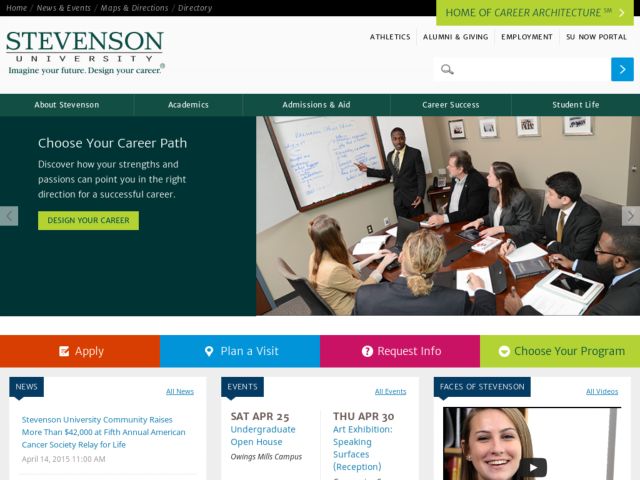 Home / News & Events / Maps & Directions / Directory
HOME OF CAREER ARCHITECTURE SM
STEVENSON
UNIVERSITY
Imagine your future. Design your career.®
ATHLETICS
ALUMNI & GIVING
EMPLOYMENT
SU NOW PORTAL
About Stevenson
Academics
Admissions & Aid
Career Success
Student Life
Choose Your Career Path
Discover how your strengths and
passions can point you in the right
direction for a successful career.
DESIGN YOUR CAREER
Apply
Plan a Visit
Request Info
Choose Your Program
NEWS
All News
Stevenson University Community Raises
More Than $42,000 at Fifth Annual American
Cancer Society Relay for Life
April 14, 2015 11:00 AM
EVENTS
All Events
SAT APR 25
Undergraduate
Open House
Owings Mills Campus
THU APR 30
Art Exhibition:
Speaking
Surfaces
(Reception)
FACES OF STEVENSON
All Videos